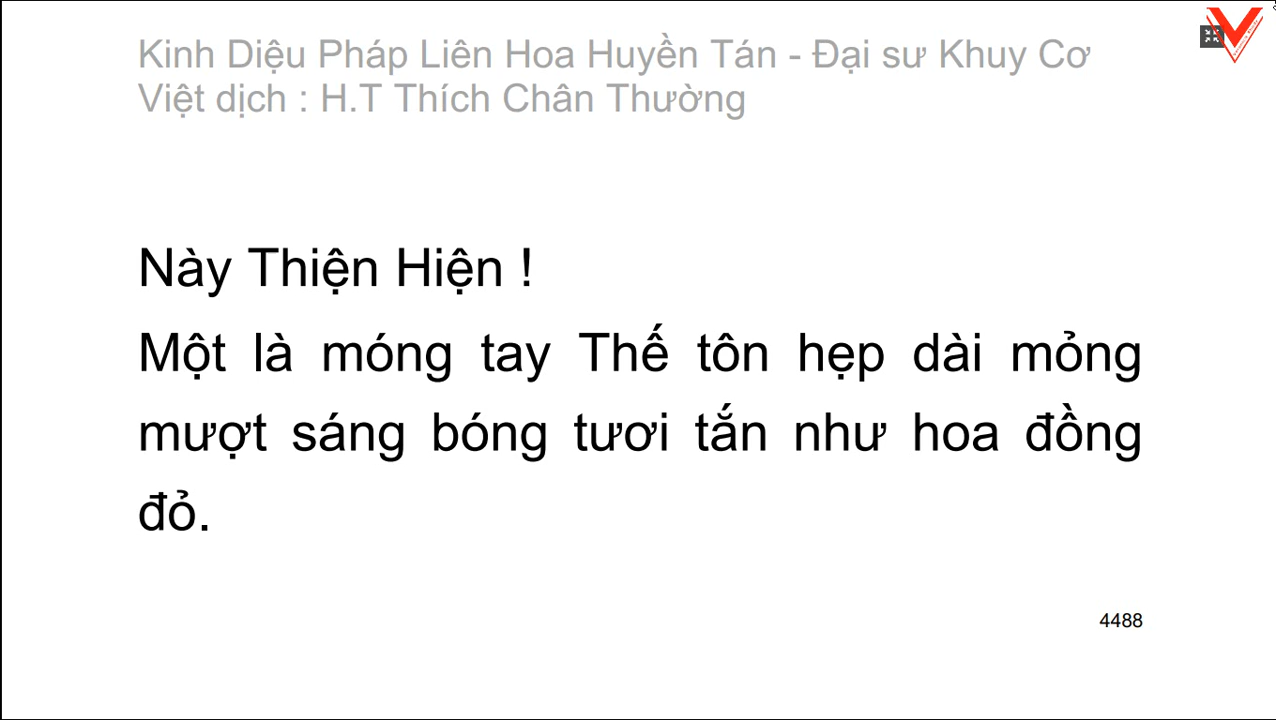 Kinh Diệu Pháp Liên Hoa Huyền Tán - Đại sư Khuy Cơ
Việt dịch : H.T Thích Chân Thường
Này Thiện Hiện !
Một là móng tay Thế tôn hẹp dài mỏng
mượt sáng bóng tươi tắn như hoa đồng
đỏ.
4488